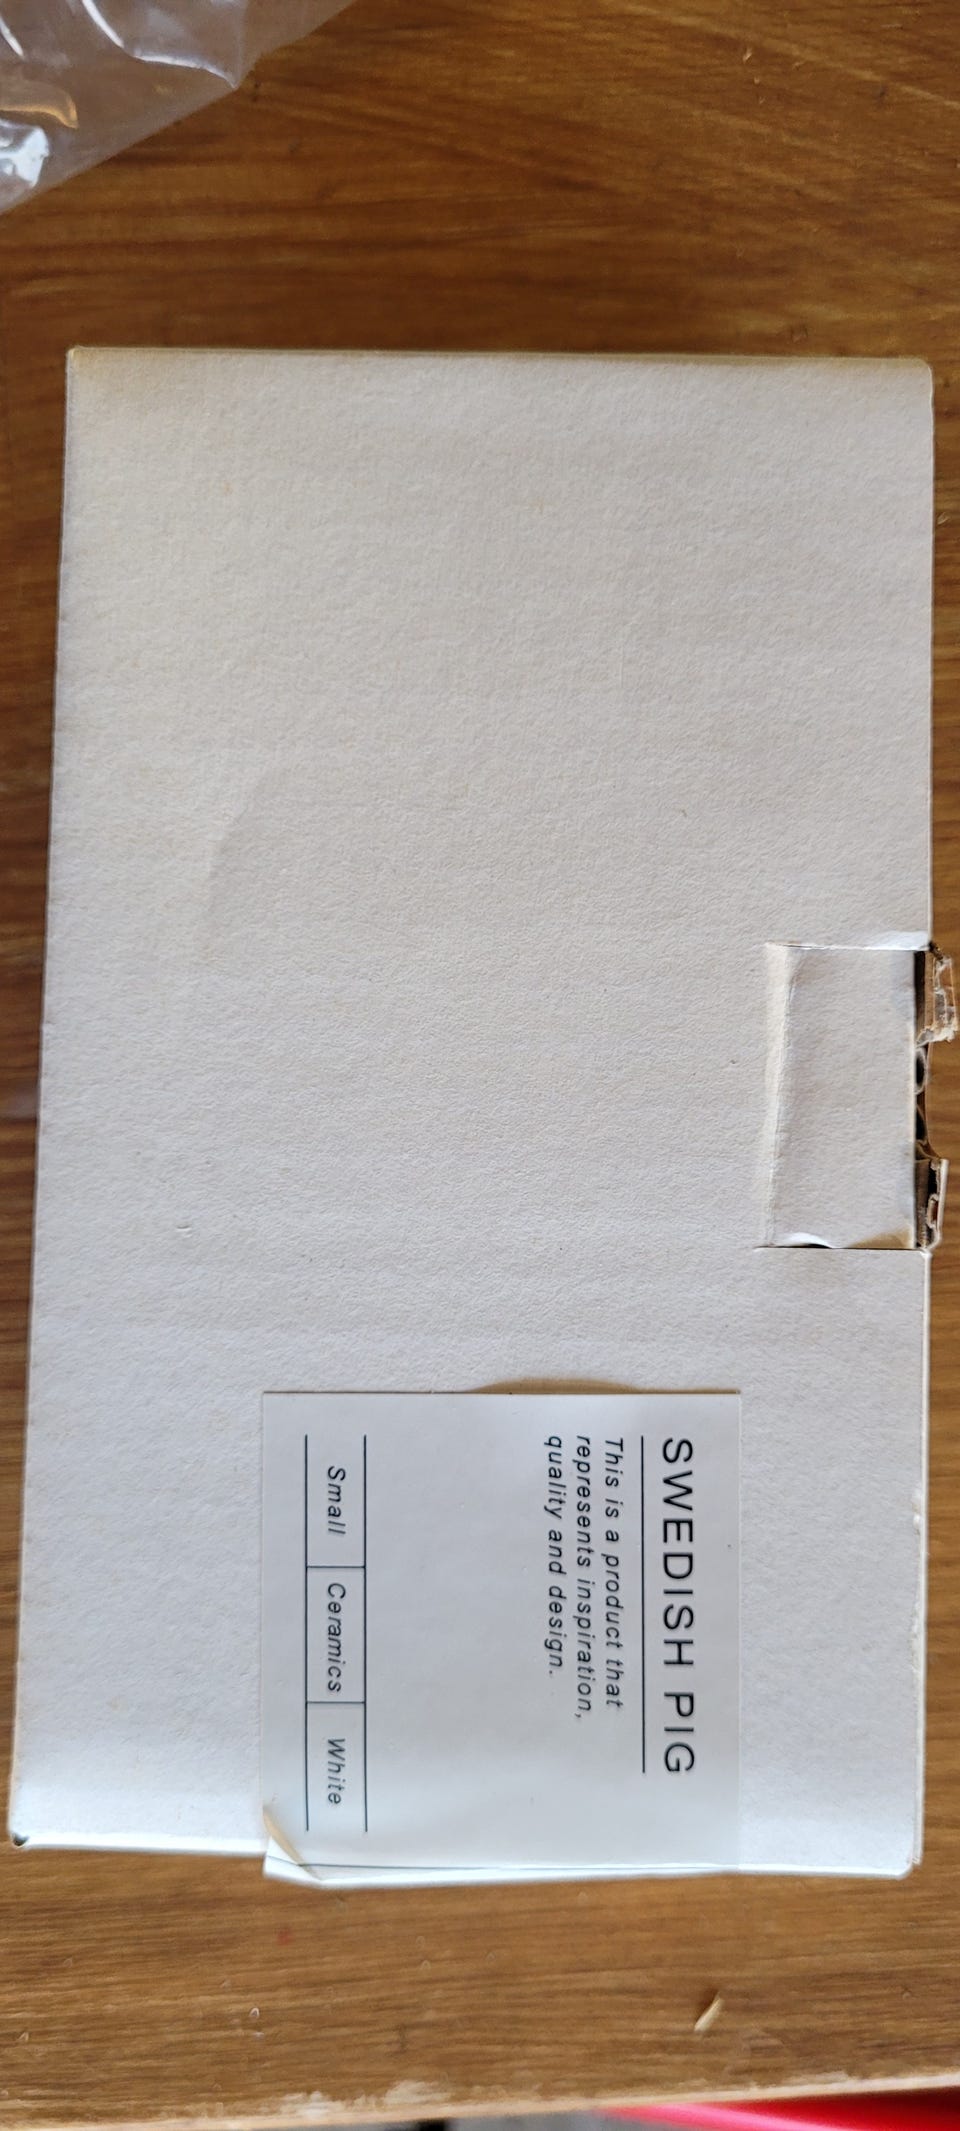 SWEDISH PIG
This is a product that
represents inspiration,
quality and design.
Small Ceramics White